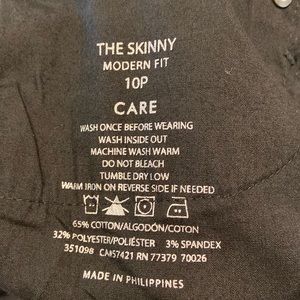 THE SKINNY
MODERN FIT
10P
CARE
WASH ONCE BEFORE WEARING
WASH INSIDE OUT
MACHINE WASH WARM
DO NOT BLEACH
TUMBLE DRY LOW
WARM IRON ON REVERSE SIDE IF NEEDED
65% COTTON/ALGODÓN/COTON
32% POLYESTER/POLIÉSTER 3% SPANDEX
351098 CA#57421 RN 77379 70026
MADE IN PHILIPPINES